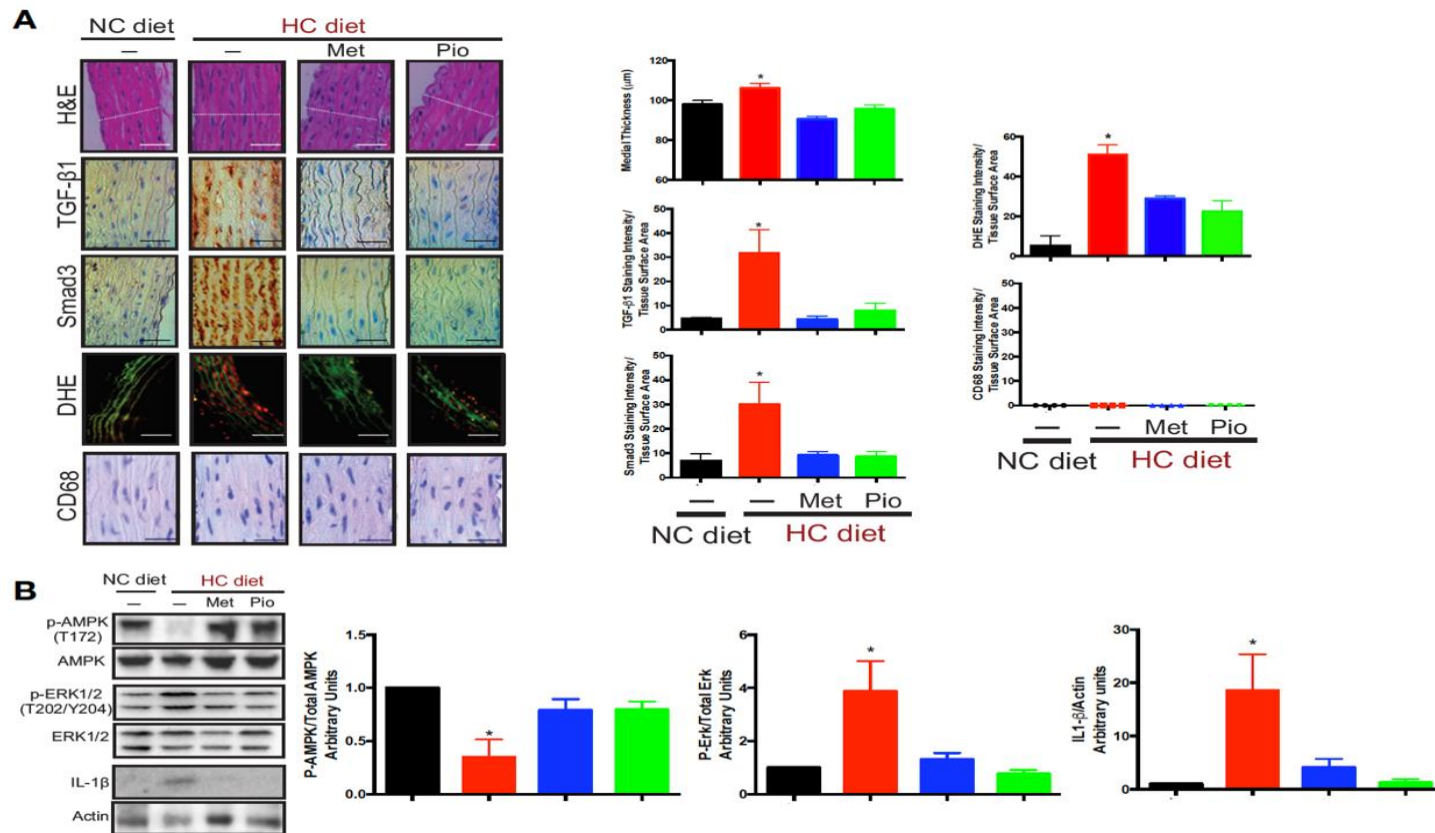 A
NC diet HC diet
— — Met Pio
H&E
TGF-β1
Smad3
DHE
CD68
120
100
80
60
Medial Thickness (μm)
*
50
40
30
20
10
0
TGF-β1 Staining Intensity/
Tissue Surface Area
*
50
40
30
20
10
0
Smad3 Staining Intensity/
Tissue Surface Area
*
— — Met Pio
NC diet HC diet
60
40
20
0
DHE Staining Intensity/
Tissue Surface Area
*
50
40
30
20
10
0
CD68 Staining Intensity/
Tissue Surface Area
— — Met Pio
NC diet HC diet
B
NC diet HC diet
— — Met Pio
p-AMPK
(T172)
AMPK
p-ERK1/2
(T202/Y204)
ERK1/2
IL-1β
Actin
1.5
1.0
0.5
0.0
P-AMPK/Total AMPK
Arbitrary Units
*
6
4
2
0
P-Erk/Total Erk
Arbitrary Units
*
30
20
10
0
IL1-β/Actin
Arbitrary units
*